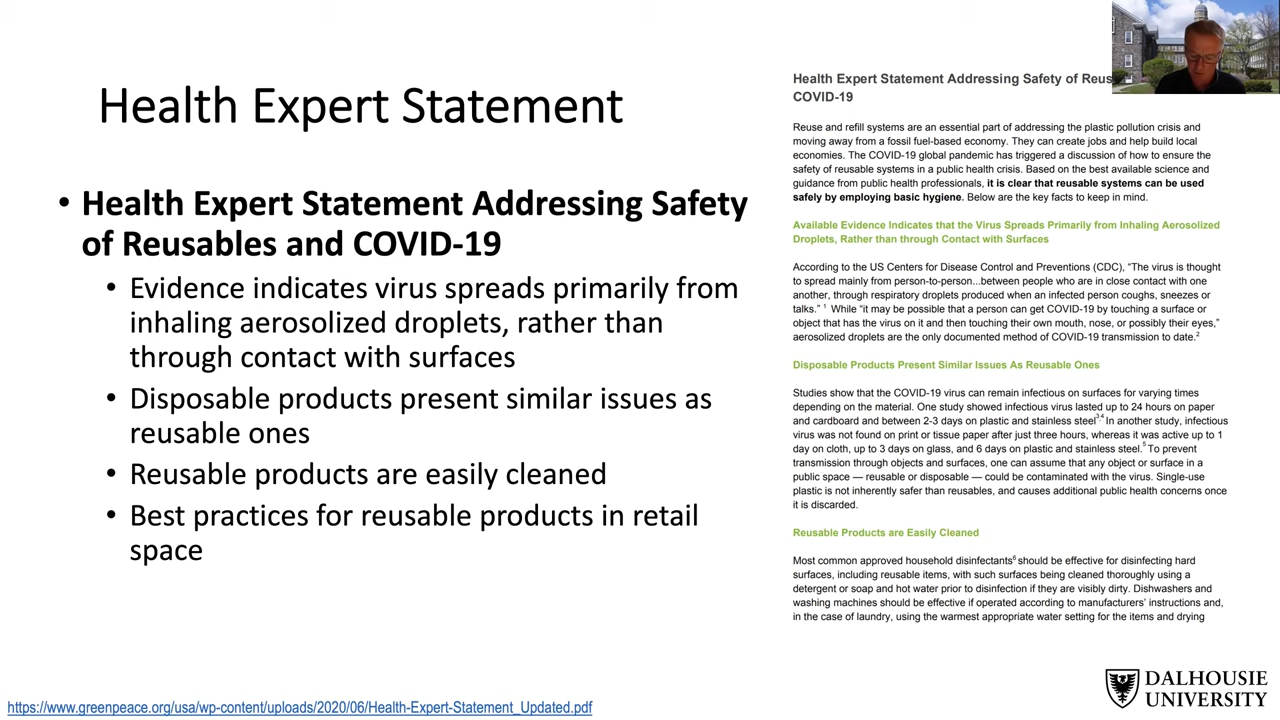 Health Expert Statement
• Health Expert Statement Addressing Safety
of Reusables and COVID-19
• Evidence indicates virus spreads primarily from
inhaling aerosolized droplets, rather than
through contact with surfaces
• Disposable products present similar issues as
reusable ones
• Reusable products are easily cleaned
• Best practices for reusable products in retail
space
Health Expert Statement Addressing Safety of Reus
COVID-19
Reuse and refill systems are an essential part of addressing the plastic pollution crisis and
moving away from a fossil fuel-based economy. They can create jobs and help build local
economies. The COVID-19 global pandemic has triggered a discussion of how to ensure the
safety of reusable systems in a public health crisis. Based on the best available science and
guidance from public health professionals, it is clear that reusable systems can be used
safely by employing basic hygiene. Below are the key facts to keep in mind.
Available Evidence Indicates that the Virus Spreads Primarily from Inhaling Aerosolized
Droplets, Rather than through Contact with Surfaces
According to the US Centers for Disease Control and Preventions (CDC), “The virus is thought
to spread mainly from person-to-person...between people who are in close contact with one
another, through respiratory droplets produced when an infected person coughs, sneezes or
talks.” 1 While “it may be possible that a person can get COVID-19 by touching a surface or
object that has the virus on it and then touching their own mouth, nose, or possibly their eyes,”
aerosolized droplets are the only documented method of COVID-19 transmission to date.2
Disposable Products Present Similar Issues As Reusable Ones
Studies show that the COVID-19 virus can remain infectious on surfaces for varying times
depending on the material. One study showed infectious virus lasted up to 24 hours on paper
and cardboard and between 2-3 days on plastic and stainless steel3,4 In another study, infectious
virus was not found on print or tissue paper after just three hours, whereas it was active up to 1
day on cloth, up to 3 days on glass, and 6 days on plastic and stainless steel.5 To prevent
transmission through objects and surfaces, one can assume that any object or surface in a
public space — reusable or disposable — could be contaminated with the virus. Single-use
plastic is not inherently safer than reusables, and causes additional public health concerns once
it is discarded.
Reusable Products are Easily Cleaned
Most common approved household disinfectants6 should be effective for disinfecting hard
surfaces, including reusable items, with such surfaces being cleaned thoroughly using a
detergent or soap and hot water prior to disinfection if they are visibly dirty. Dishwashers and
washing machines should be effective if operated according to manufacturers’ instructions and,
in the case of laundry, using the warmest appropriate water setting for the items and drying
https://www.greenpeace.org/usa/wp-content/uploads/2020/06/Health-Expert-Statement_Updated.pdf
DALHOUSIE
UNIVERSITY